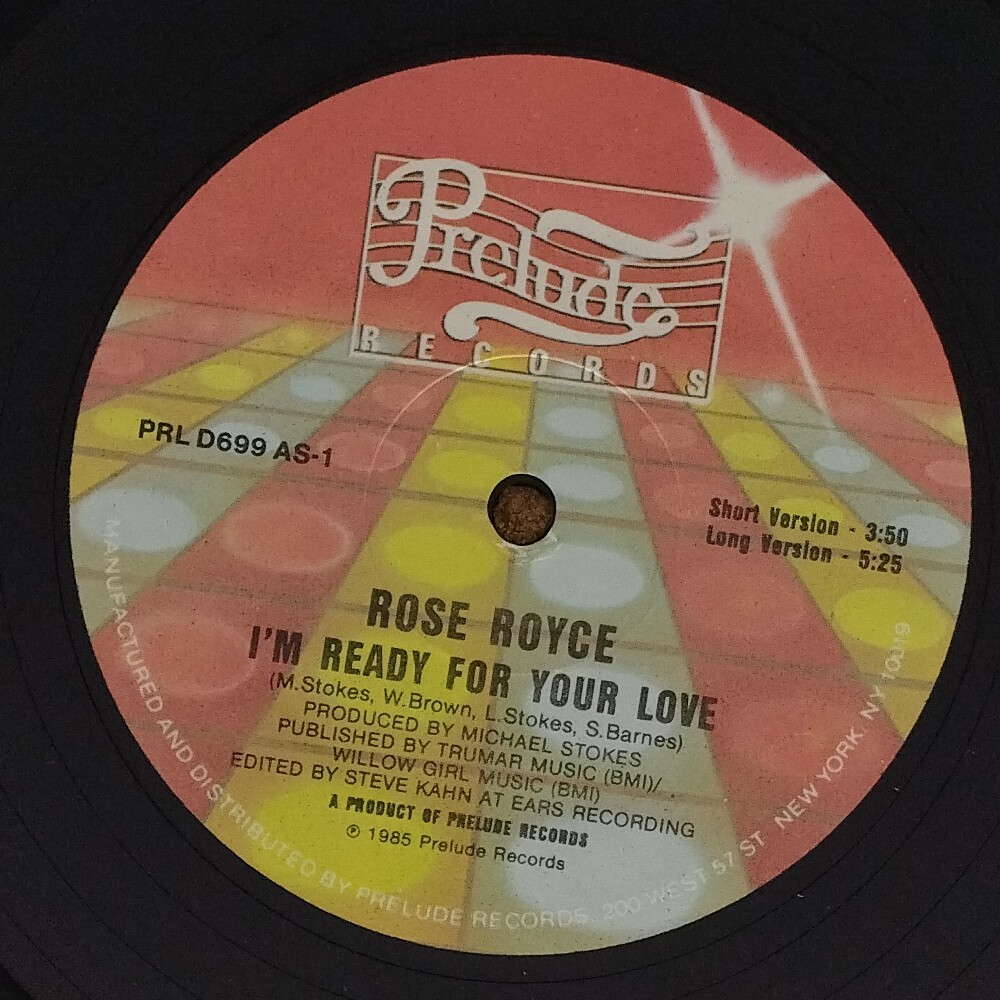 Prelude
RECORDS
PRL D699 AS-1
Short Version - 3:50
Long Version - 5:25
ROSE ROYCE
I'M READY FOR YOUR LOVE
(M.Stokes, W.Brown, L.Stokes, S.Barnes)
PRODUCED BY MICHAEL STOKES
PUBLISHED BY TRUMAR MUSIC (BMI)/
WILLOW GIRL MUSIC (BMI)
EDITED BY STEVE KAHN AT EARS RECORDING
A PRODUCT OF PRELUDE RECORDS
℗ 1985 Prelude Records
MANUFACTURED AND DISTRIBUTED BY PRELUDE RECORDS. 200 WEST 57 ST NEW YORK, NY 10019